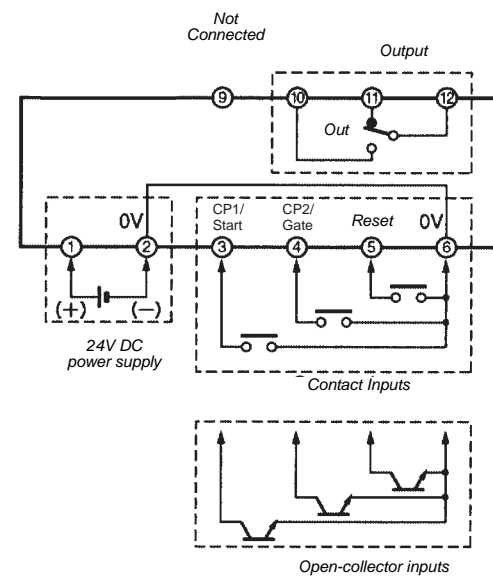 Not
Connected
Output
9 10 11 12
Out
0V
CP1/
Start
CP2/
Gate
Reset
0V
1 2 3 4 5 6
(+) (−)
24V DC
power supply
Contact Inputs
Open-collector inputs